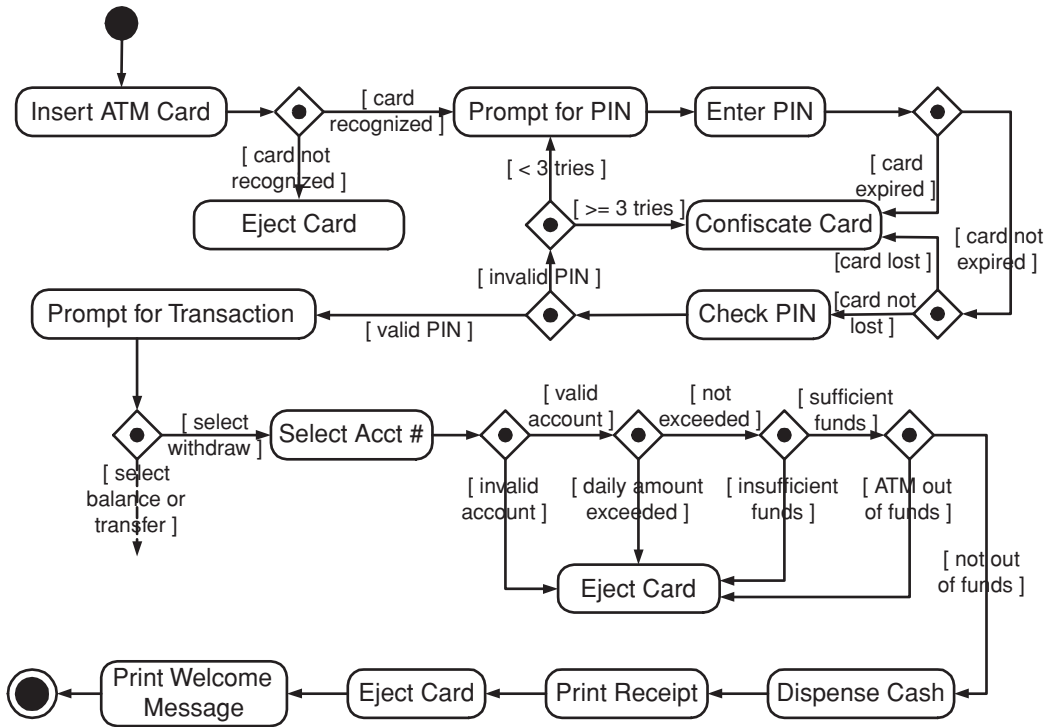 Insert ATM Card
[ card
recognized ]
Prompt for PIN
Enter PIN
[ card not
recognized ]
Eject Card
[ < 3 tries ]
[ >= 3 tries ]
Confiscate Card
[ card
expired ]
[card lost ]
[ card not
expired ]
[ invalid PIN ]
Prompt for Transaction
[ valid PIN ]
Check PIN
[card not
lost ]
[ select
withdraw ]
[ select
balance or
transfer ]
Select Acct #
[ valid
account ]
[ not
exceeded ]
[ sufficient
funds ]
[ invalid
account ]
[ daily amount
exceeded ]
[ insufficient
funds ]
[ ATM out
of funds ]
[ not out
of funds ]
Eject Card
Print Welcome
Message
Eject Card
Print Receipt
Dispense Cash